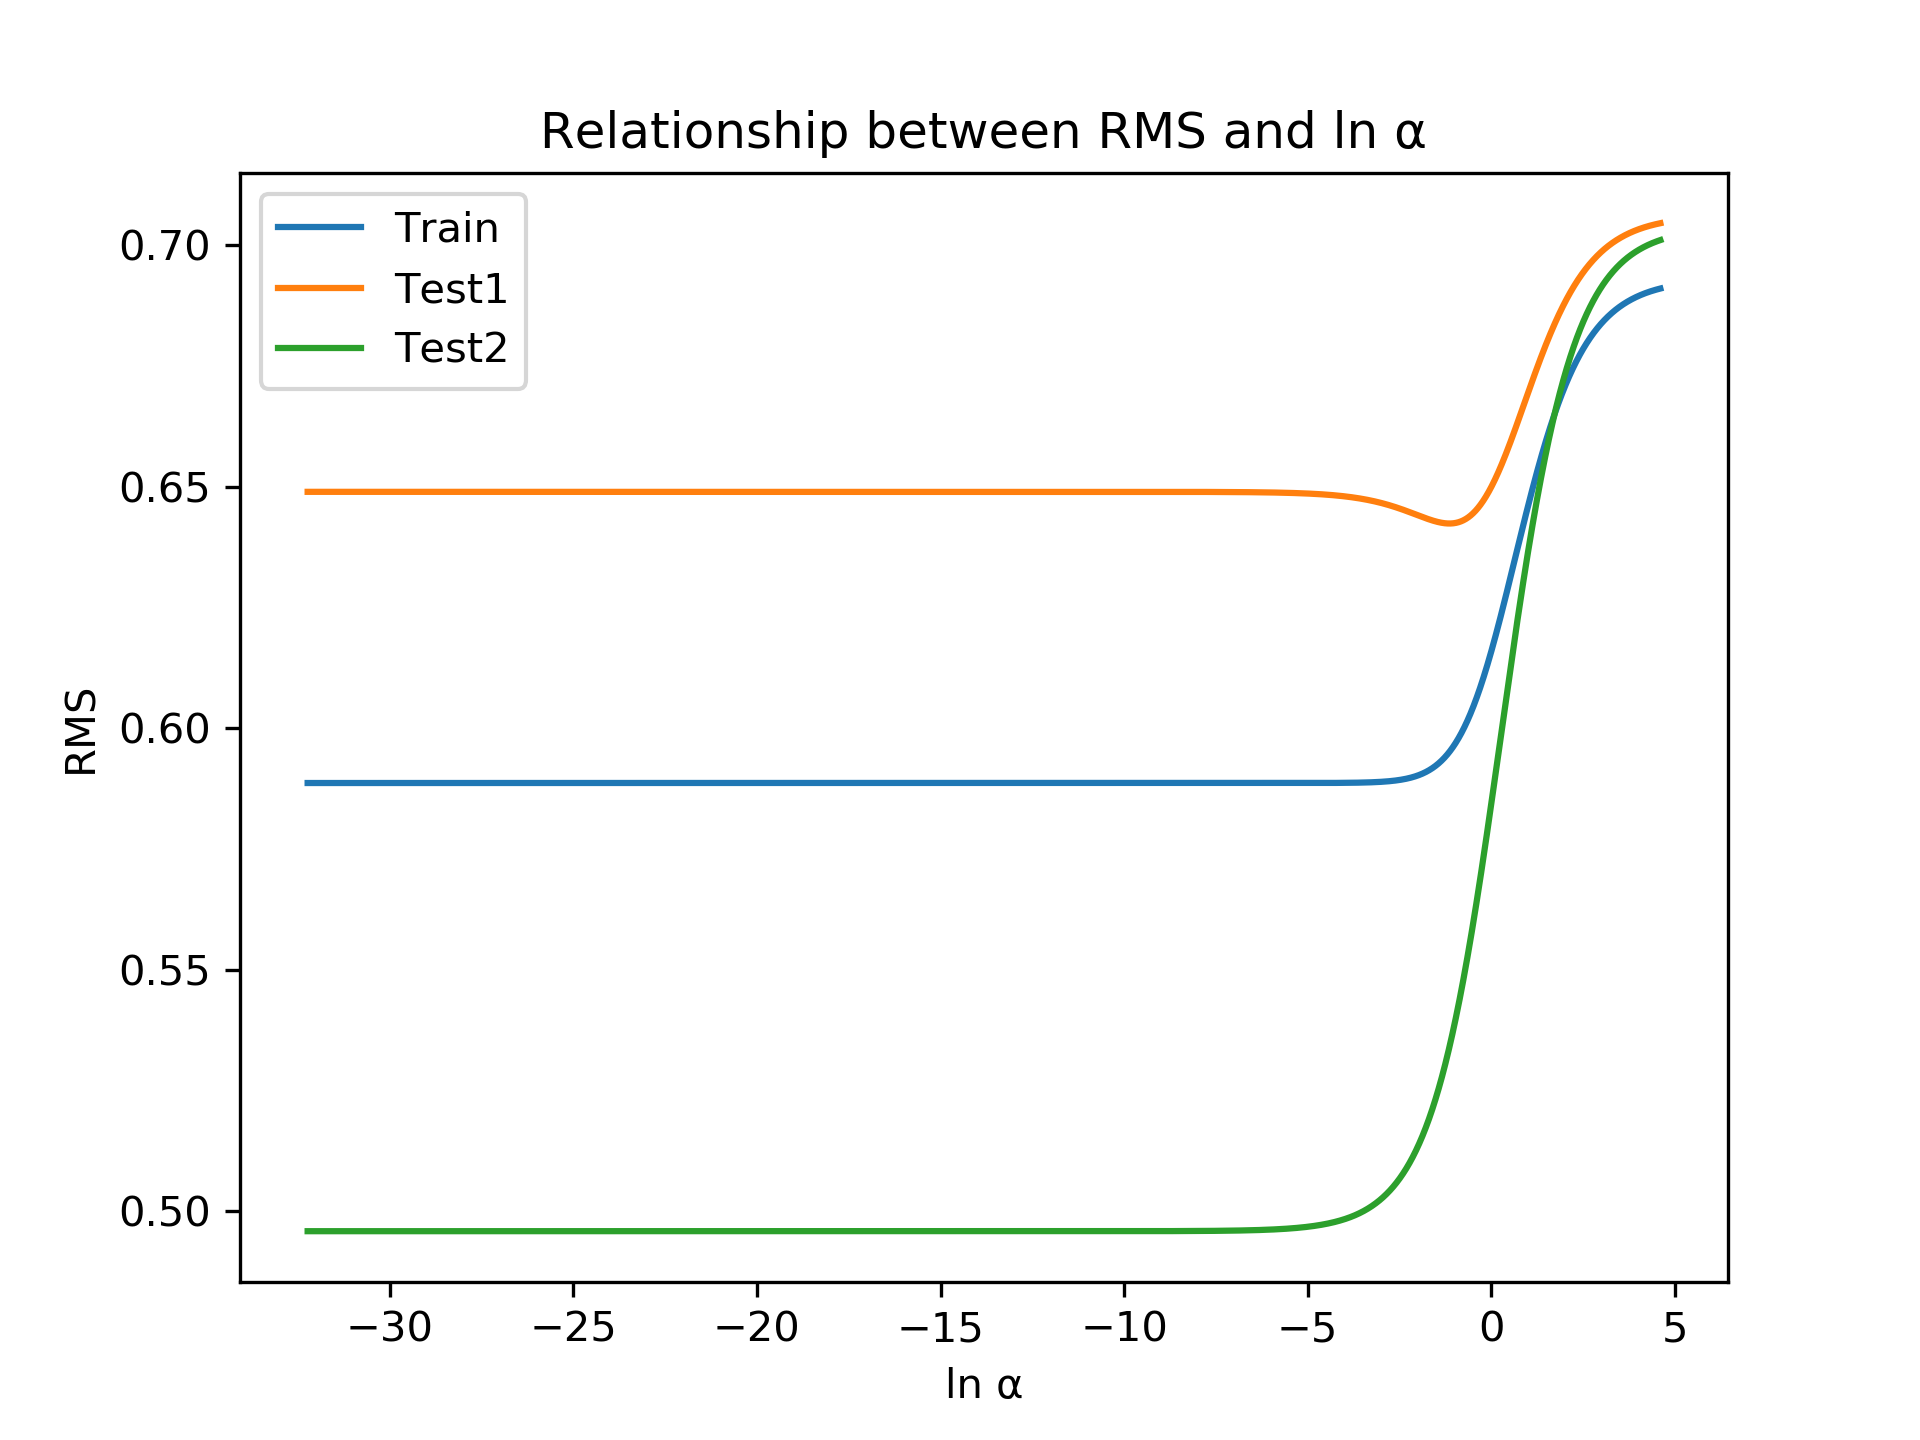 Relationship between RMS and ln α
Train
Test1
Test2
RMS
0.70
0.65
0.60
0.55
0.50
−30
−25
−20
−15
−10
−5
0
5
ln α